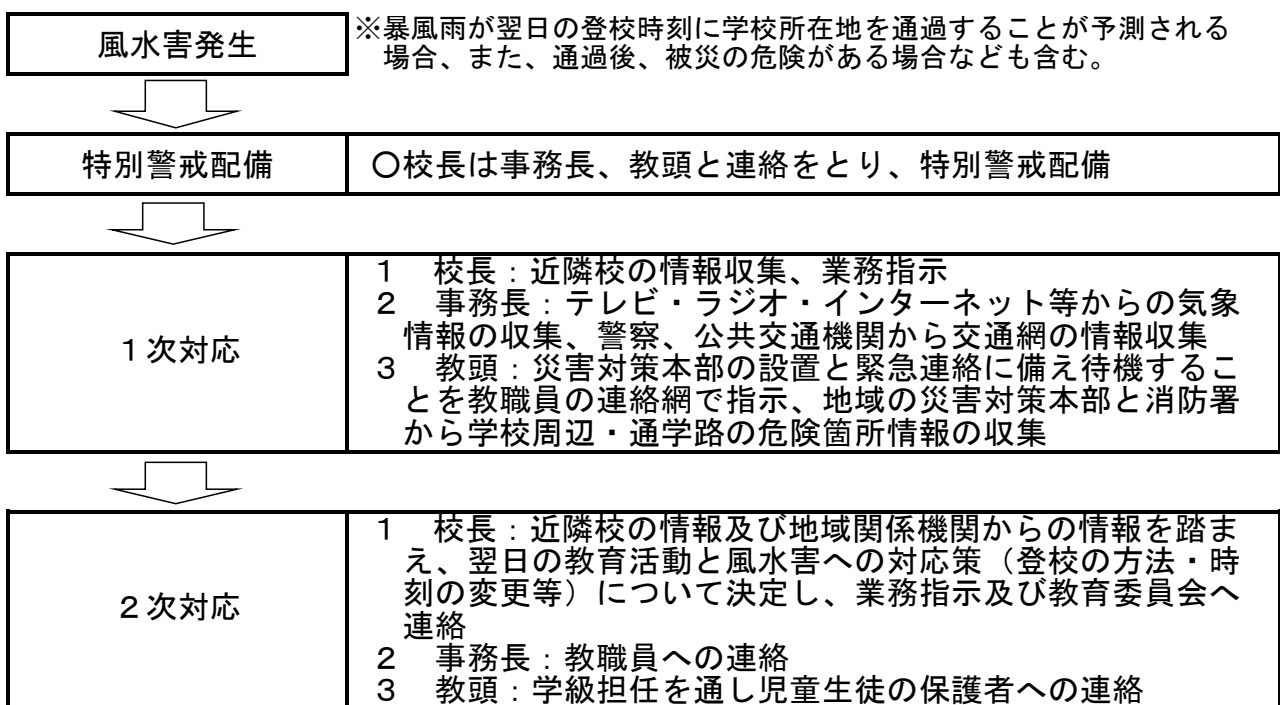 風水害発生
※暴風雨が翌日の登校時刻に学校所在地を通過することが予測される
場合、また、通過後、被災の危険がある場合なども含む。
特別警戒配備
〇校長は事務長、教頭と連絡をとり、特別警戒配備
１次対応
１　校長：近隣校の情報収集、業務指示
２　事務長：テレビ・ラジオ・インターネット等からの気象
情報の収集、警察、公共交通機関から交通網の情報収集
３　教頭：災害対策本部の設置と緊急連絡に備え待機するこ
とを教職員の連絡網で指示、地域の災害対策本部と消防署
から学校周辺・通学路の危険箇所情報の収集
２次対応
１　校長：近隣校の情報及び地域関係機関からの情報を踏ま
え、翌日の教育活動と風水害への対応策（登校の方法・時
刻の変更等）について決定し、業務指示及び教育委員会へ
連絡
２　事務長：教職員への連絡
３　教頭：学級担任を通し児童生徒の保護者への連絡